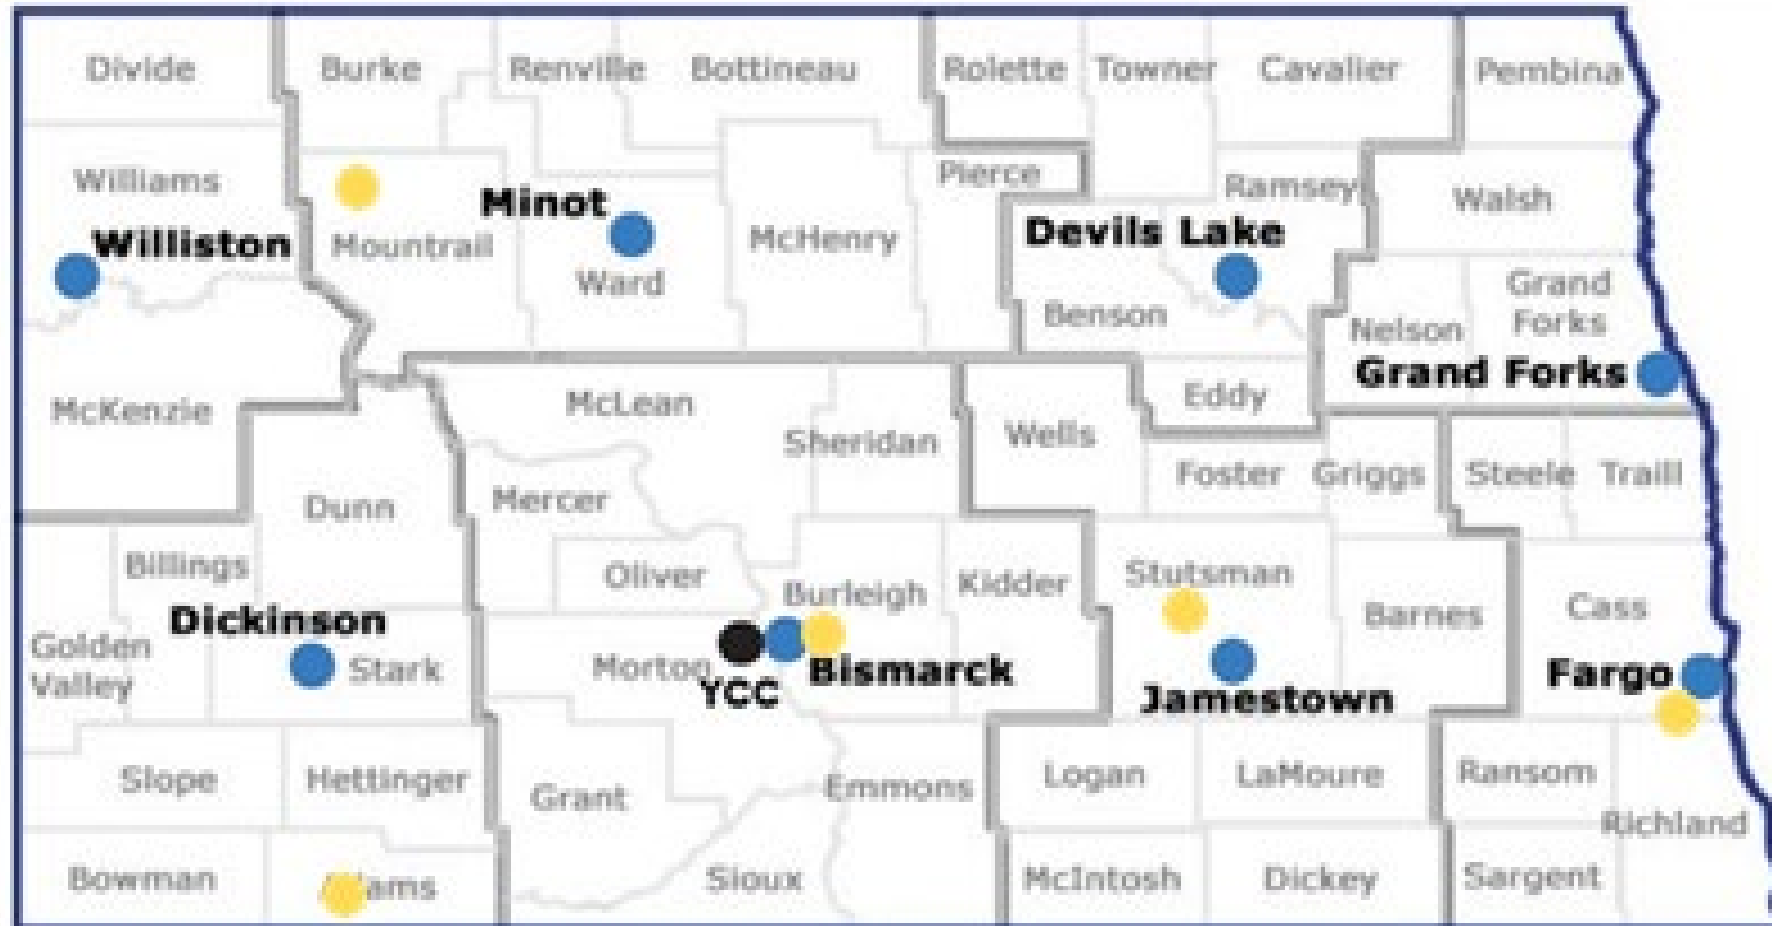 Divide
Burke
Renville
Bottineau
Rolette
Towner
Cavalier
Pembina
Williams
Pierce
Ramsey
Walsh
Minot
Williston
Mountrail
McHenry
Devils Lake
Ward
Grand
Forks
Benson
Nelson
Grand Forks
McKenzie
McLean
Eddy
Sheridan
Wells
Foster
Griggs
Steele
Traill
Dunn
Mercer
Billings
Oliver
Burleigh
Kidder
Stutsman
Barnes
Cass
Dickinson
Golden
Valley
Stark
Morton
YCC
Bismarck
Jamestown
Fargo
Slope
Hettinger
Grant
Emmons
Logan
LaMoure
Ransom
Richland
Bowman
ams
Sioux
McIntosh
Dickey
Sargent